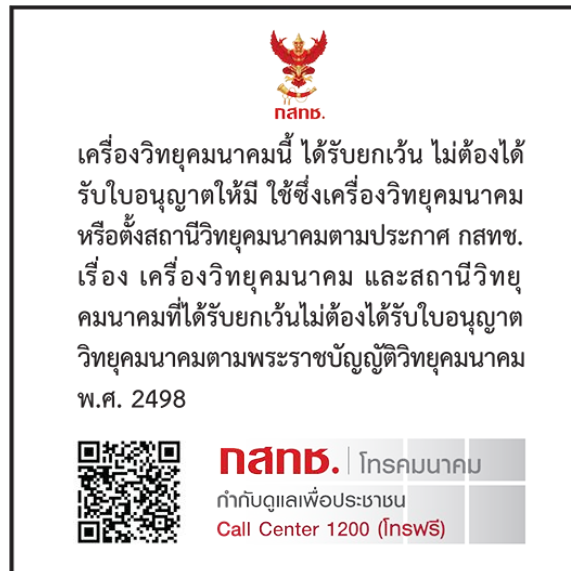 กสทช.
เครื่องวิทยุคมนาคมนี้ ได้รับยกเว้น ไม่ต้องได้
รับใบอนุญาตให้มี ใช้ซึ่งเครื่องวิทยุคมนาคม
หรือตั้งสถานีวิทยุคมนาคมตามประกาศ กสทช.
เรื่อง เครื่องวิทยุคมนาคม และสถานีวิทยุ
คมนาคมที่ได้รับยกเว้นไม่ต้องได้รับใบอนุญาต
วิทยุคมนาคมตามพระราชบัญญัติวิทยุคมนาคม
พ.ศ. 2498
กสทช. | โทรคมนาคม
กำกับดูแลเพื่อประชาชน
Call Center 1200 (โทรฟรี)